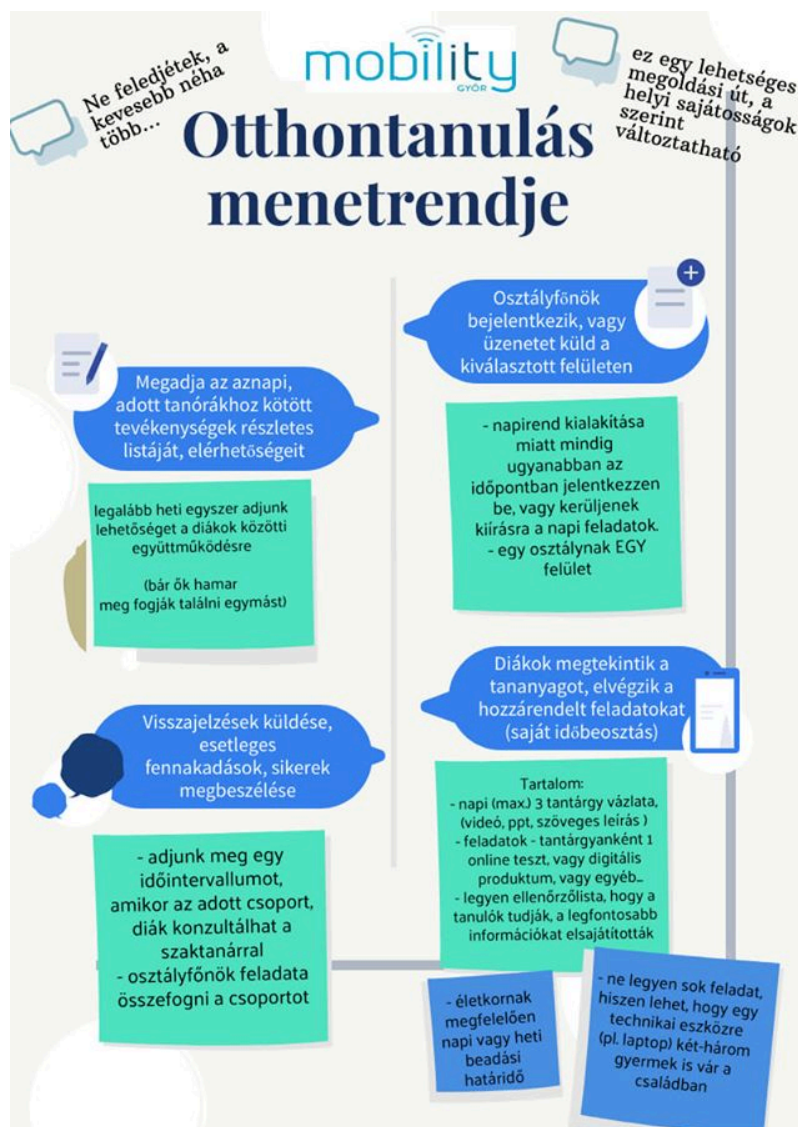 Ne feledjétek, a
kevesebb néha
több...
mobility
GYŐR
ez egy lehetséges
megoldási út, a
helyi sajátosságok
szerint
változtatható
Otthontanulás
menetrendje
Osztályfőnök
bejelentkezik, vagy
üzenetet küld a
kiválasztott felületen
- napirend kialakítása
miatt mindig
ugyanabban az
időpontban jelentkezzen
be, vagy kerüljenek
kiírásra a napi feladatok.
- egy osztálynak EGY
felület
Megadja az aznapi,
adott tanórákhoz kötött
tevékenységek részletes
listáját, elérhetőségeit
legalább heti egyszer adjunk
lehetőséget a diákok közötti
együttműködésre
(bár ők hamar
meg fogják találni egymást)
Diákok megtekintik a
tananyagot, elvégzik a
hozzárendelt feladatokat
(saját időbeosztás)
Tartalom:
- napi (max.) 3 tantárgy vázlata,
(videó, ppt, szöveges leírás )
- feladatok - tantárgyanként 1
online teszt, vagy digitális
produktum, vagy egyéb...
- legyen ellenőrzőlista, hogy a
tanulók tudják, a legfontosabb
információkat elsajátították
- életkornak
megfelelően
napi vagy heti
beadási
határidő
- ne legyen sok feladat,
hiszen lehet, hogy egy
technikai eszközre
(pl. laptop) két-három
gyermek is vár a
családban
Visszajelzések küldése,
esetleges
fennakadások, sikerek
megbeszélése
- adjunk meg egy
időintervallumot,
amikor az adott csoport,
diák konzultálhat a
szaktanárral
- osztályfőnök feladata
összefogni a csoportot